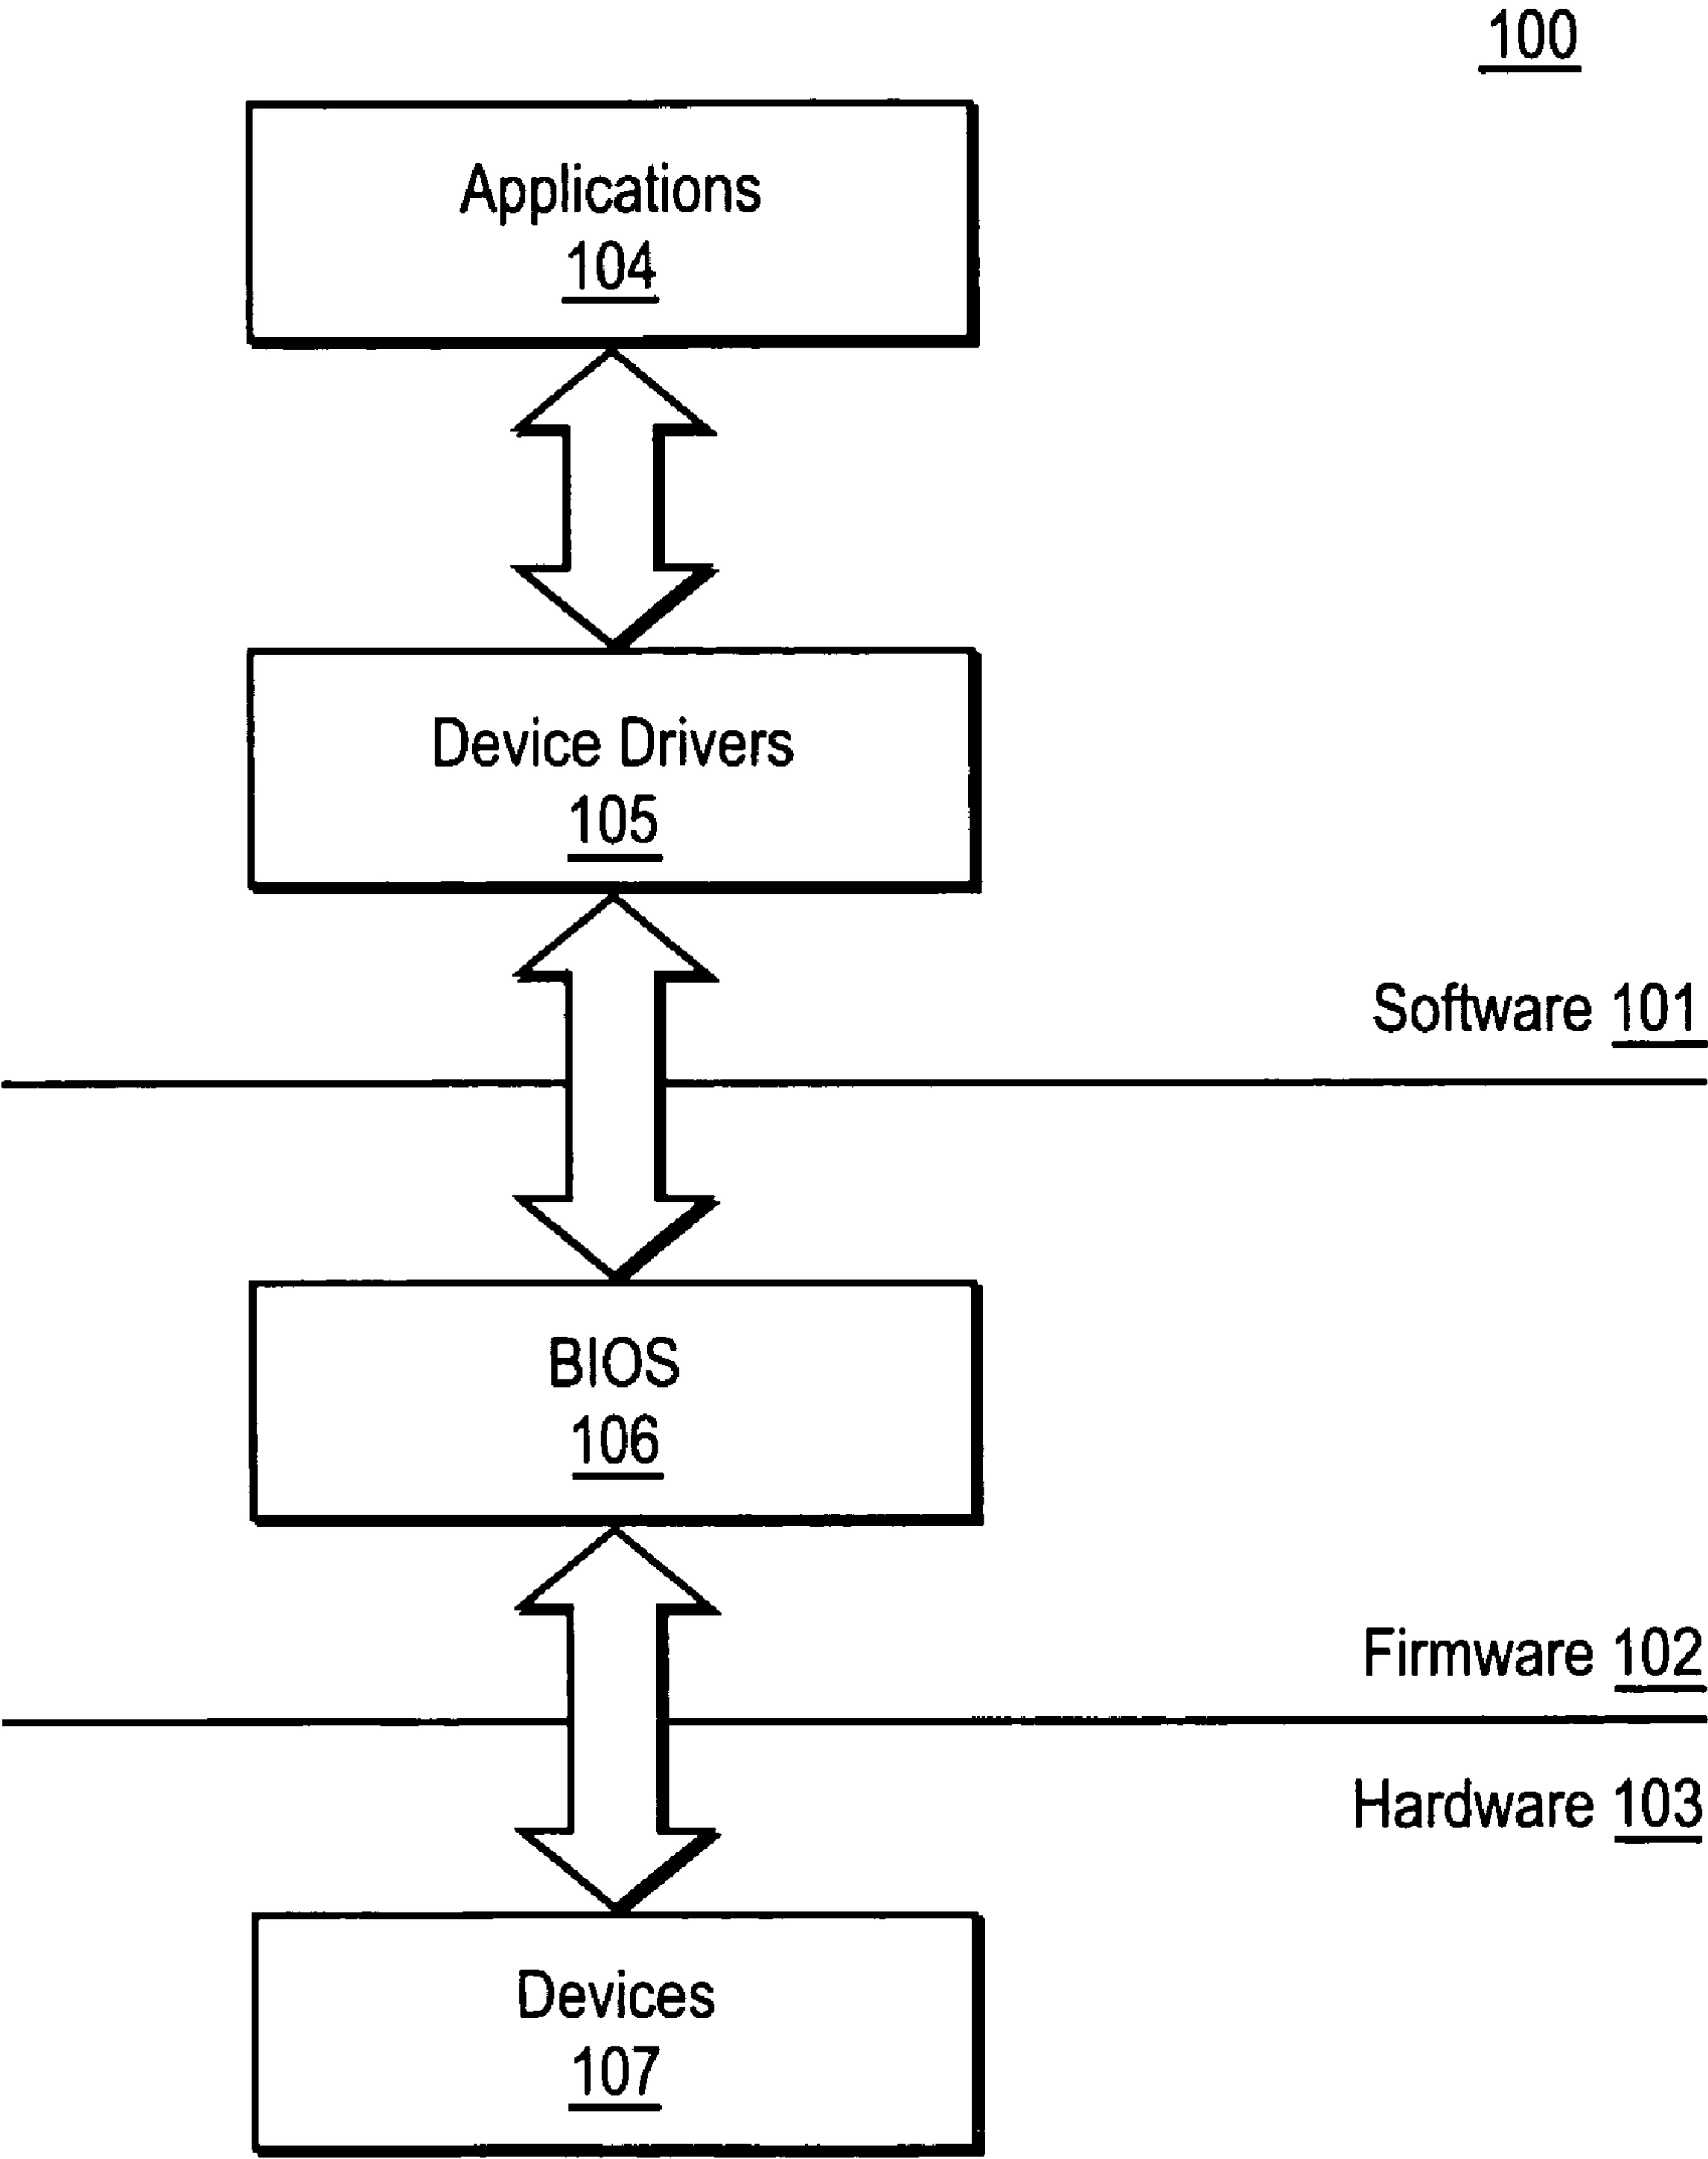 100
Applications
104
Device Drivers
105
Software 101
BIOS
106
Firmware 102
Hardware 103
Devices
107